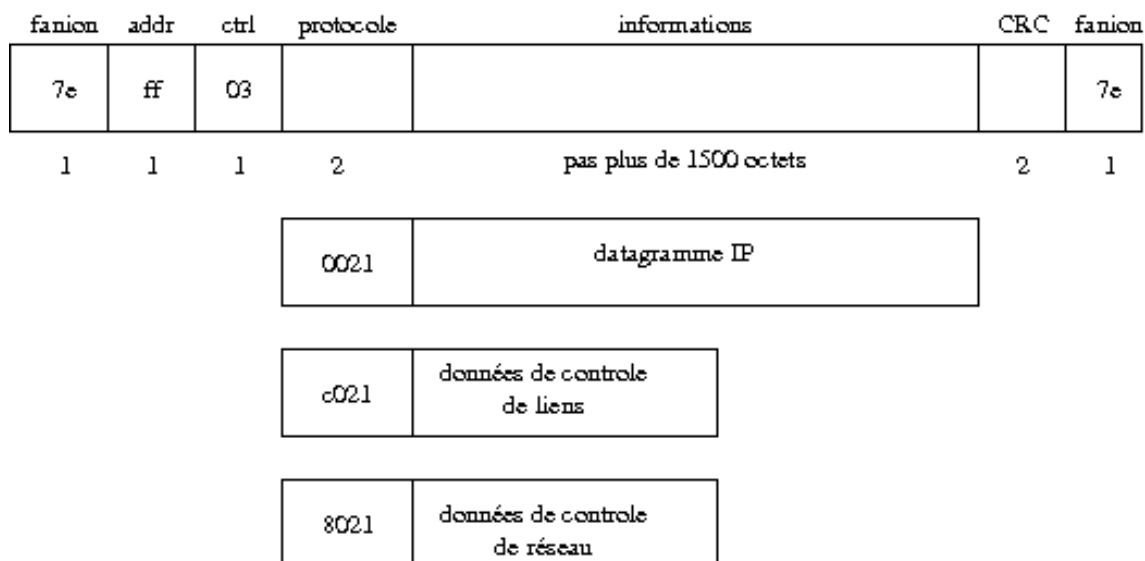 fanion addr ctrl protocole informations CRC fanion
7e ff 03 7e
1 1 1 2 pas plus de 1500 octets 2 1
0021 datagramme IP
c021 données de controle
de liens
8021 données de controle
de réseau